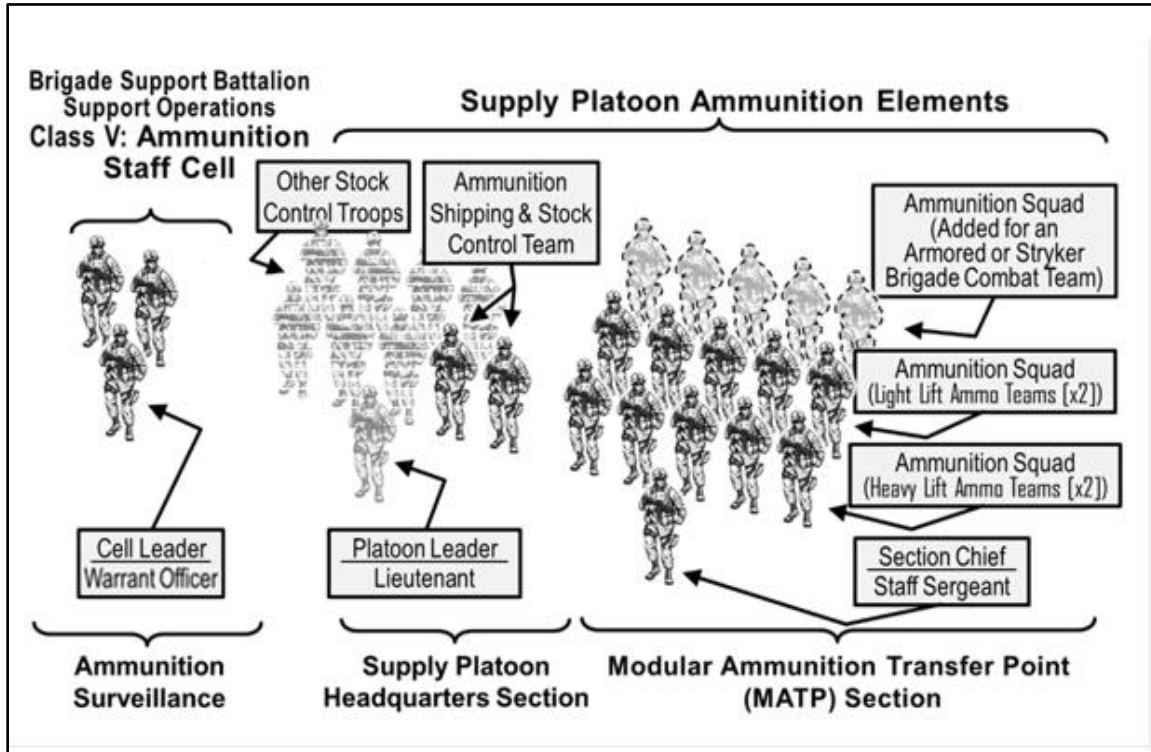 Brigade Support Battalion
Support Operations
Class V: Ammunition
Staff Cell
Supply Platoon Ammunition Elements
Other Stock
Control Troops
Ammunition
Shipping & Stock
Control Team
Ammunition Squad
(Added for an
Armored or Stryker
Brigade Combat Team)
Ammunition Squad
(Light Lift Ammo Teams [x2])
Ammunition Squad
(Heavy Lift Ammo Teams [x2])
Cell Leader
Warrant Officer
Platoon Leader
Lieutenant
Section Chief
Staff Sergeant
Ammunition
Surveillance
Supply Platoon
Headquarters Section
Modular Ammunition Transfer Point
(MATP) Section